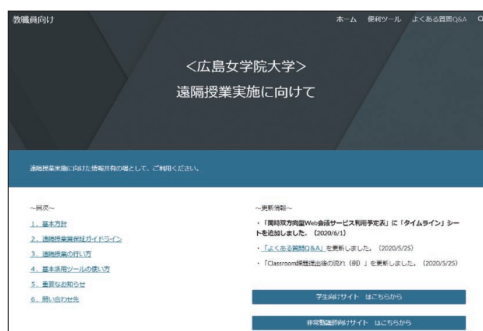 教職員向け
ホーム 便利ツール よくある質問Q&A
<広島女学院大学>
遠隔授業実施に向けて
遠隔授業実施に向けた情報共有の場として、ご利用ください。
~目次~
1. 基本方針
2. 遠隔授業質保証ガイドライン
3. 遠隔授業の行い方
4. 基本活用ツールの使い方
5. 重要なお知らせ
6. 問い合わせ先
~更新情報~
・「同時双方向型Web会議サービス利用予定表」に「タイムライン」シー
トを追加しました。(2020/6/1)
・「よくある質問Q&A」を更新しました。(2020/5/25)
・「Classroom課題提出後の流れ(例)」を更新しました。(2020/5/25)
学生向けサイト はこちらから
非常勤講師向けサイト はこちらから